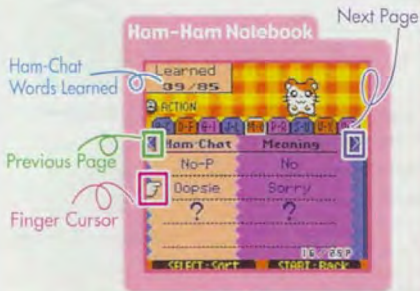 Next Page
Ham-Ham Notebook
Learned
39/85
Ham-Chat
Words Learned
ACTION
D-F G-I J-L M-O P-R S-U V-X
Previous Page
Ham-Chat Meaning
No-P No
Oopsie Sorry
Finger Cursor
? ?
SELECT:Sort START:Back